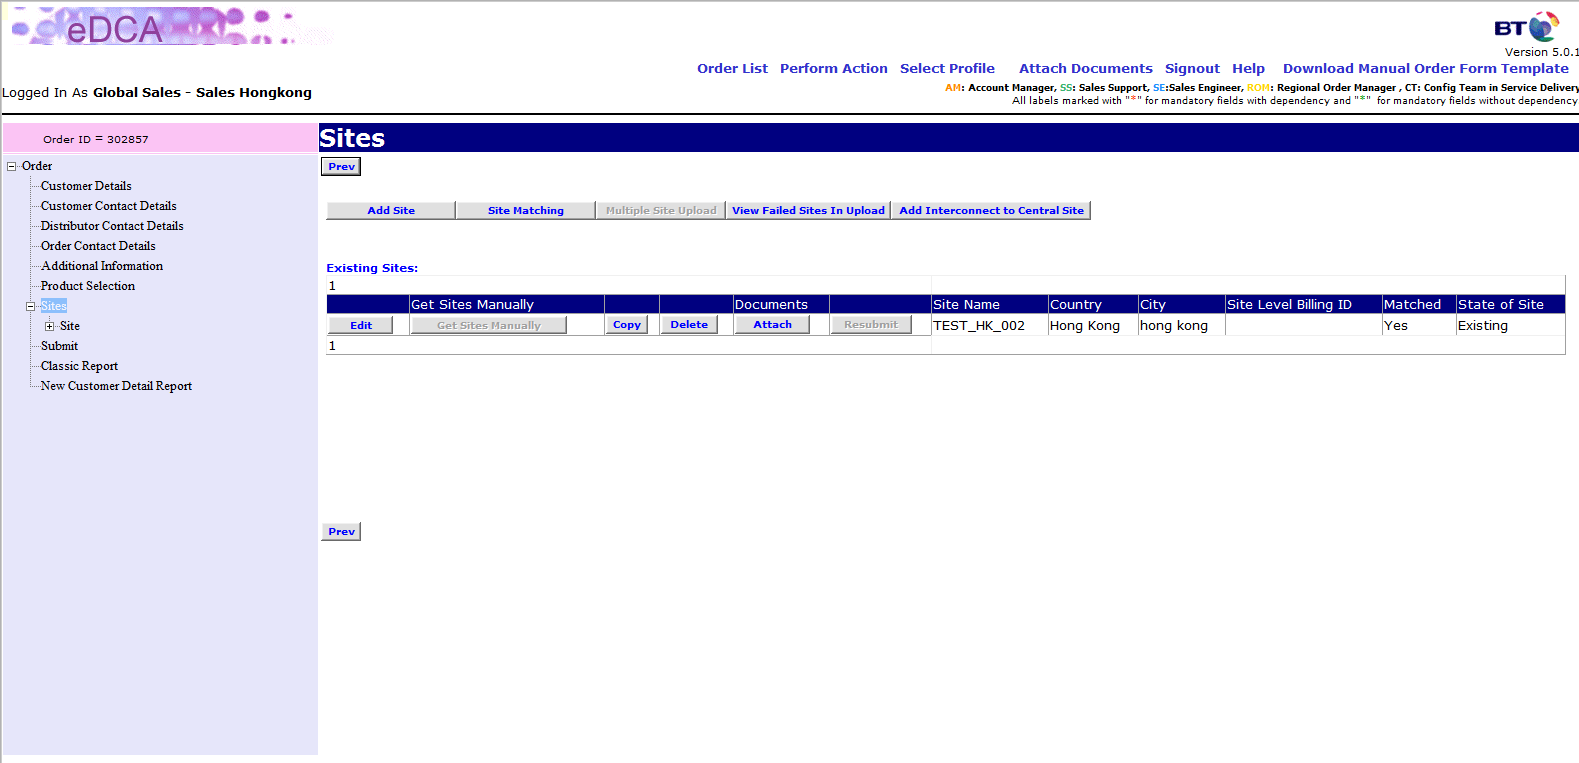 eDCA
BT
Version 5.0.1
Order List Perform Action Select Profile Attach Documents Signout Help Download Manual Order Form Template
Logged In As Global Sales - Sales Hongkong
AM: Account Manager, SS: Sales Support, SE:Sales Engineer, ROM: Regional Order Manager , CT: Config Team in Service Delivery
All labels marked with "*" for mandatory fields with dependency and "*" for mandatory fields without dependency
Order ID = 302857
Order
Customer Details
Customer Contact Details
Distributor Contact Details
Order Contact Details
Additional Information
Product Selection
Sites
Site
Submit
Classic Report
New Customer Detail Report
Sites
Prev
Add Site Site Matching Multiple Site Upload View Failed Sites In Upload Add Interconnect to Central Site
Existing Sites:
1
Get Sites Manually Documents Site Name Country City Site Level Billing ID Matched State of Site
Edit Get Sites Manually Copy Delete Attach Resubmit TEST_HK_002 Hong Kong hong kong Yes Existing
1
Prev